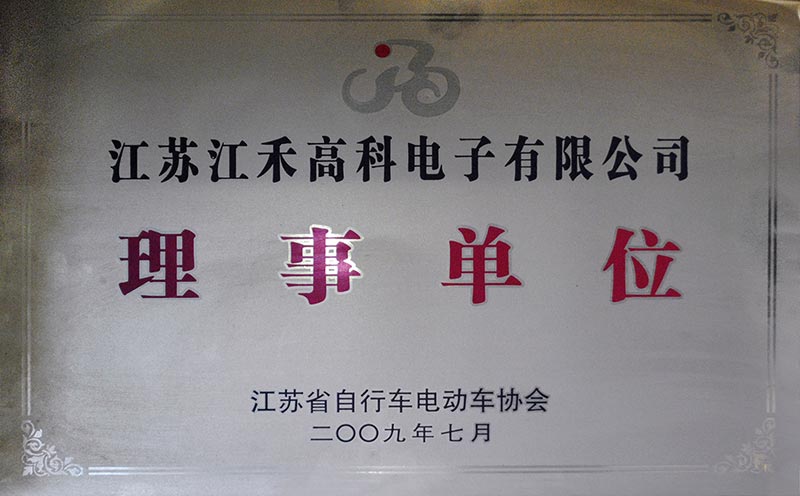 江苏江禾高科电子有限公司
理事单位
江苏省自行车电动车协会
二〇〇九年七月